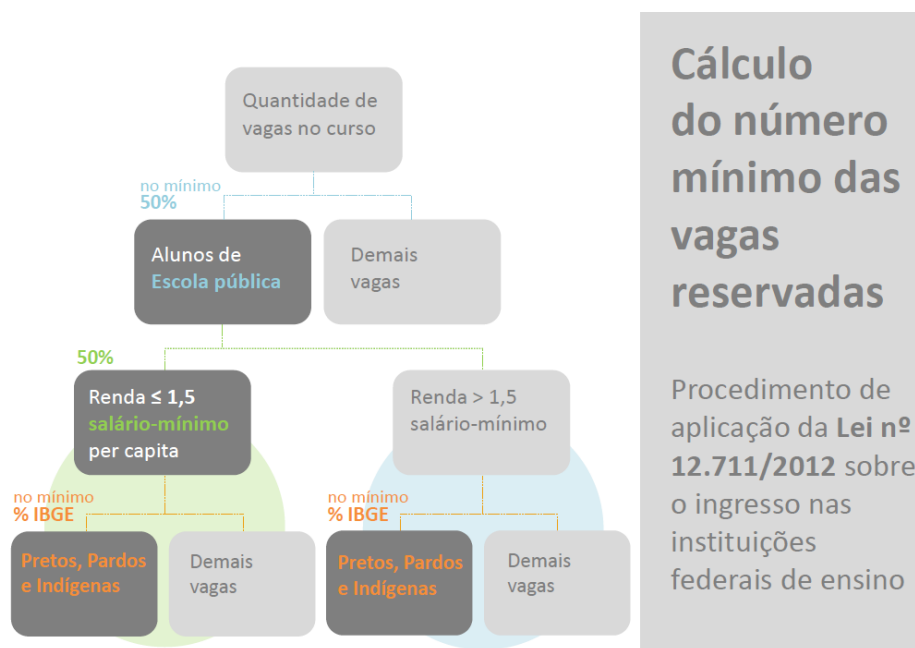 Quantidade de
vagas no curso
no mínimo
50%
Alunos de
Escola pública
Demais
vagas
50%
Renda ≤ 1,5
salário-mínimo
per capita
Renda > 1,5
salário-mínimo
no mínimo
% IBGE
Pretos, Pardos
e Indígenas
Demais
vagas
no mínimo
% IBGE
Pretos, Pardos
e Indígenas
Demais
vagas
Cálculo
do número
mínimo das
vagas
reservadas
Procedimento de
aplicação da Lei nº
12.711/2012 sobre
o ingresso nas
instituições
federais de ensino